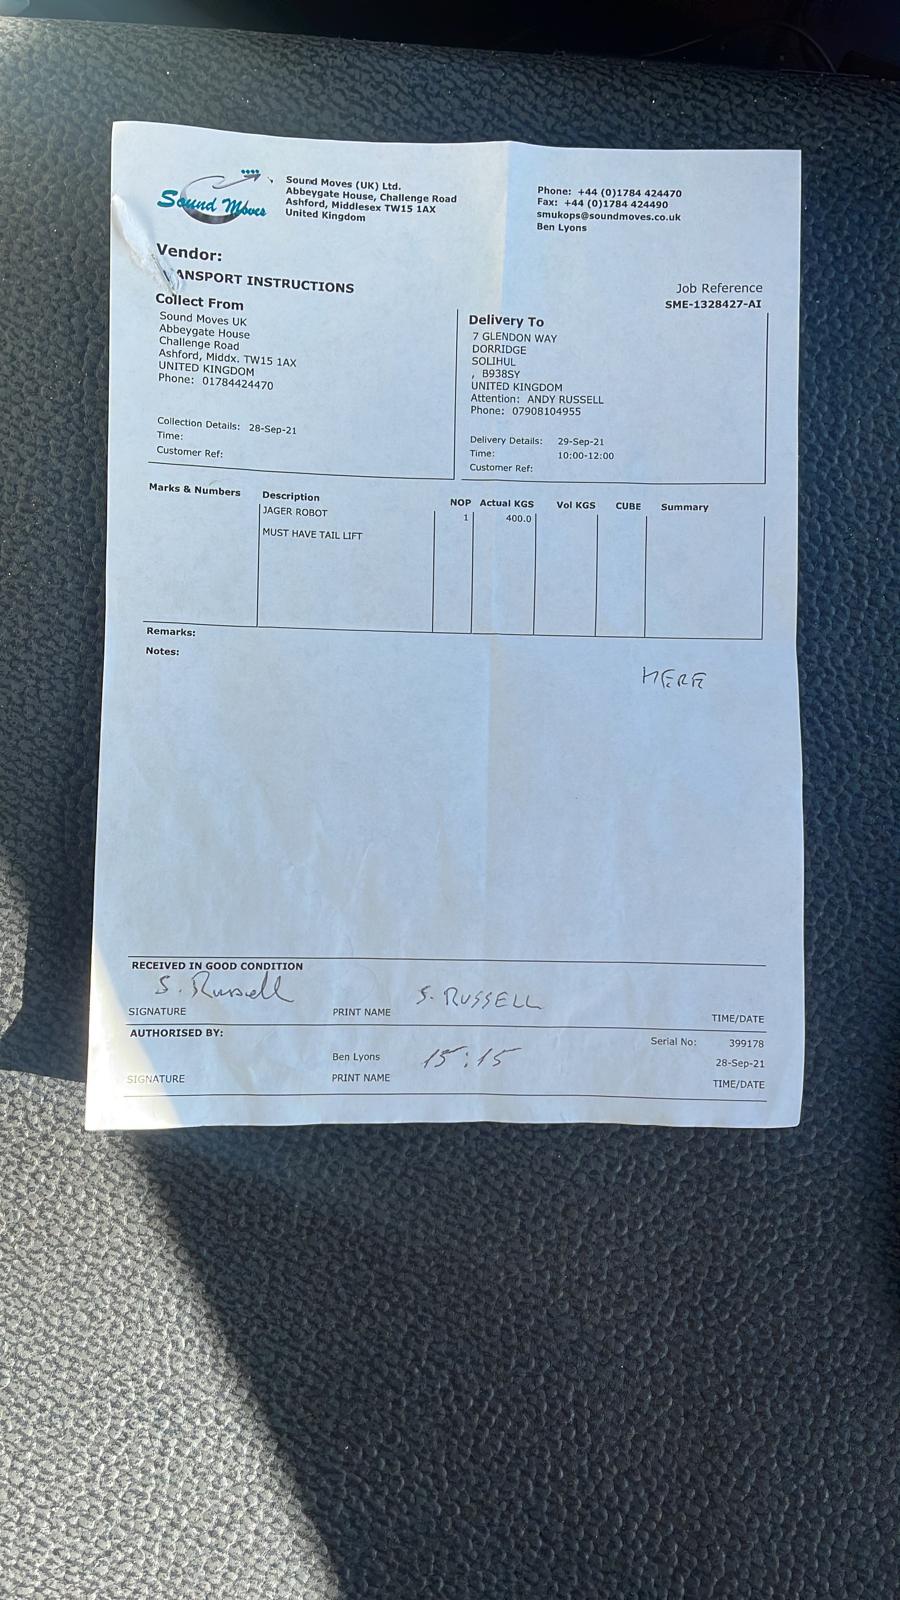 Sound Moves
Sound Moves (UK) Ltd.
Abbeygate House, Challenge Road
Ashford, Middlesex TW15 1AX
United Kingdom
Phone: +44 (0)1784 424470
Fax: +44 (0)1784 424490
smukops@soundmoves.co.uk
Ben Lyons
Vendor:
ANSPORT INSTRUCTIONS
Job Reference
SME-1328427-AI
Collect From
Sound Moves UK
Abbeygate House
Challenge Road
Ashford, Middx. TW15 1AX
UNITED KINGDOM
Phone: 01784424470
Collection Details: 28-Sep-21
Time:
Customer Ref:
Delivery To
7 GLENDON WAY
DORRIDGE
SOLIHUL
, B938SY
UNITED KINGDOM
Attention: ANDY RUSSELL
Phone: 07908104955
Delivery Details: 29-Sep-21
Time: 10:00-12:00
Customer Ref:
Marks & Numbers Description NOP Actual KGS Vol KGS CUBE Summary
JAGER ROBOT 1 400.0
MUST HAVE TAIL LIFT
Remarks:
Notes:
HERE
RECEIVED IN GOOD CONDITION
S. Russell S. RUSSELL
SIGNATURE PRINT NAME TIME/DATE
AUTHORISED BY: Serial No: 399178
Ben Lyons 15:15 28-Sep-21
SIGNATURE PRINT NAME TIME/DATE